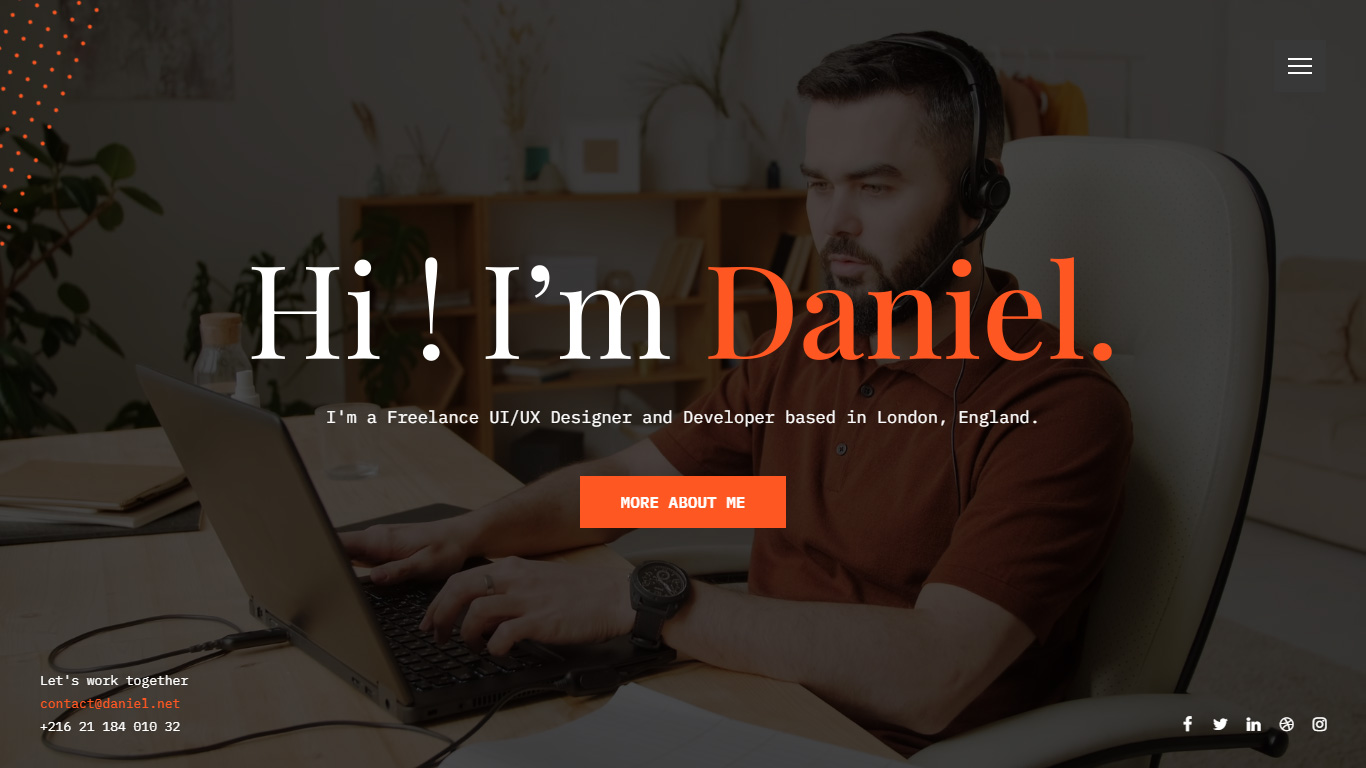 Hi ! I’m Daniel.
I'm a Freelance UI/UX Designer and Developer based in London, England.
MORE ABOUT ME
Let's work together
contact@daniel.net
+216 21 184 010 32